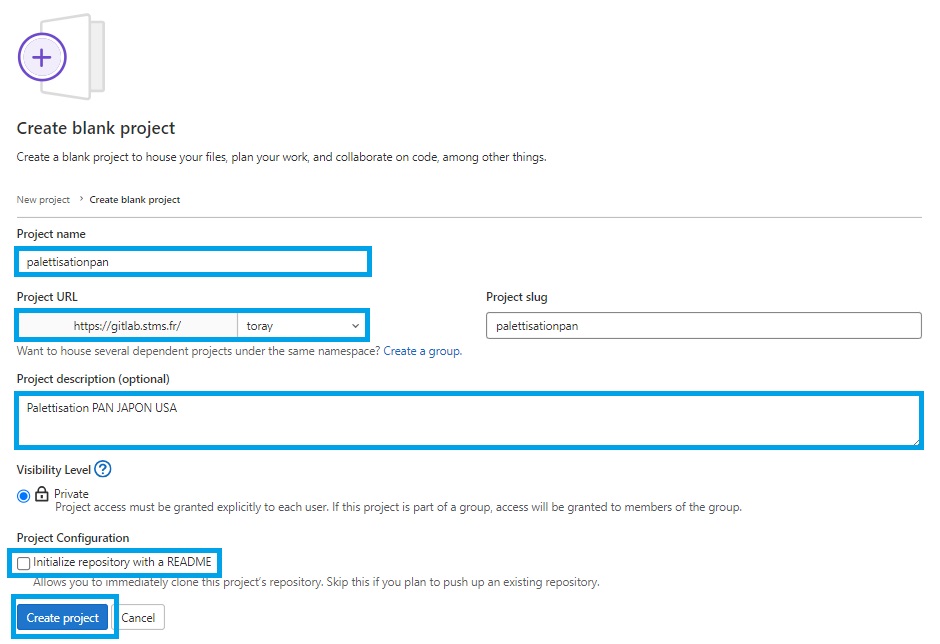 Create blank project
Create a blank project to house your files, plan your work, and collaborate on code, among other things.
New project › Create blank project
Project name
palettisationpan
Project URL
https://gitlab.stms.fr/ toray
Project slug
palettisationpan
Want to house several dependent projects under the same namespace? Create a group.
Project description (optional)
Palettisation PAN JAPON USA
Visibility Level ?
Private
Project access must be granted explicitly to each user. If this project is part of a group, access will be granted to members of the group.
Project Configuration
Initialize repository with a README
Allows you to immediately clone this project's repository. Skip this if you plan to push up an existing repository.
Create project Cancel